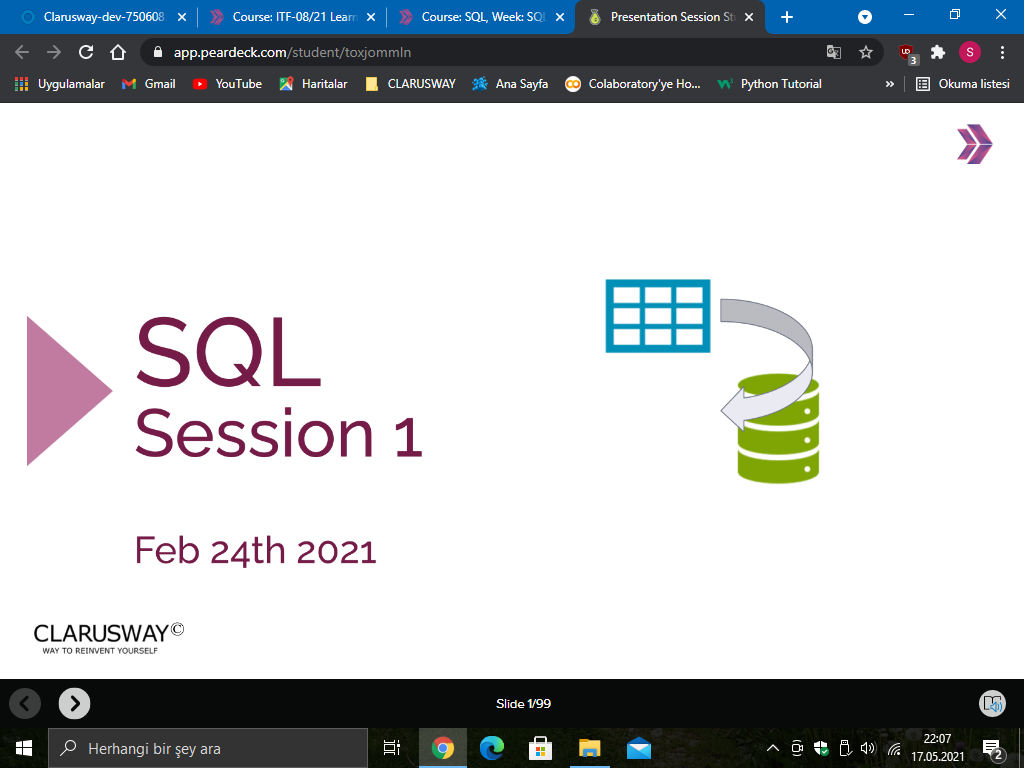 Clarusway-dev-750608
Course: ITF-08/21 Learn
Course: SQL, Week: SQL
Presentation Session St
app.peardeck.com/student/toxjommln
3
S
Uygulamalar
Gmail
YouTube
Haritalar
CLARUSWAY
Ana Sayfa
Colaboratory'ye Ho...
Python Tutorial
»
Okuma listesi
SQL
Session 1
Feb 24th 2021
CLARUSWAY©
WAY TO REINVENT YOURSELF
Slide 1/99
Herhangi bir şey ara
22:07
17.05.2021
2